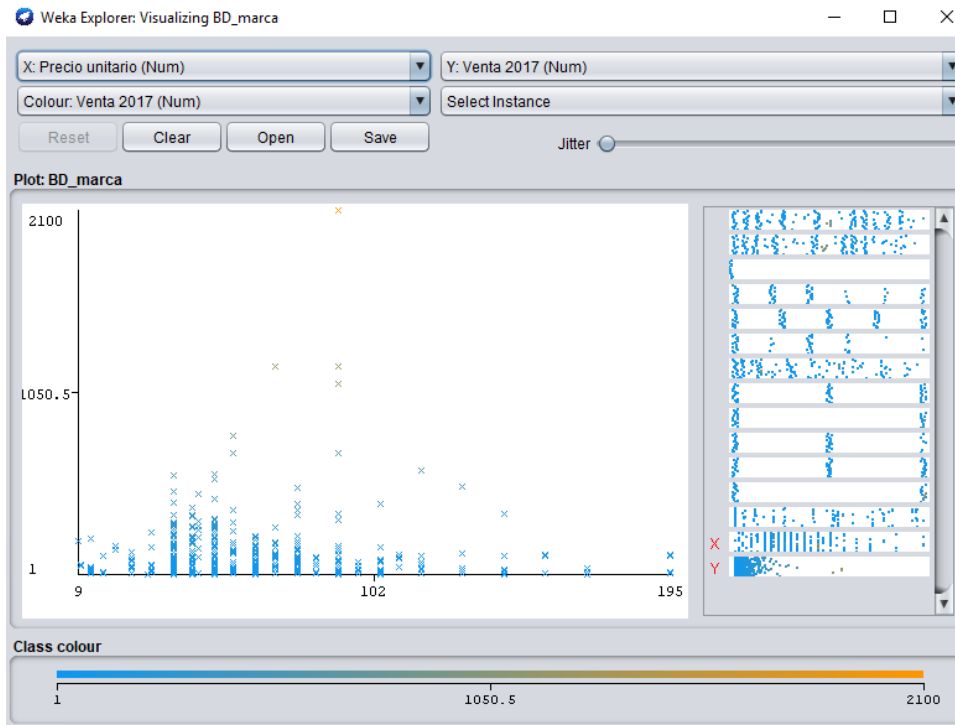 Weka Explorer: Visualizing BD_marca
X: Precio unitario (Num) Y: Venta 2017 (Num)
Colour: Venta 2017 (Num) Select Instance
Reset Clear Open Save Jitter
Plot: BD_marca
2100
1050.5
1
9 102 195
X
Y
Class colour
1 1050.5 2100